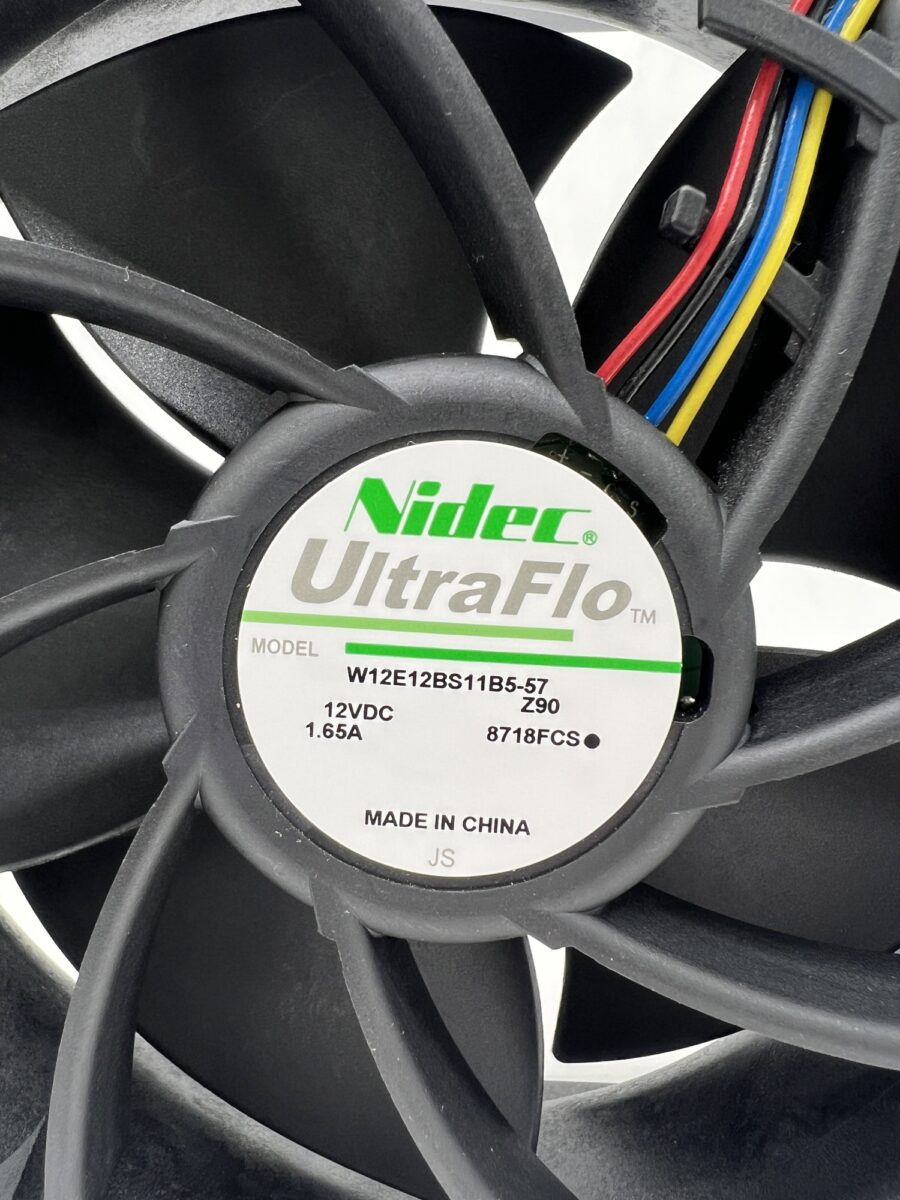 Nidec®
UltraFlo™
MODEL
W12E12BS11B5-57
Z90
12VDC
1.65A 8718FCS●
MADE IN CHINA
JS